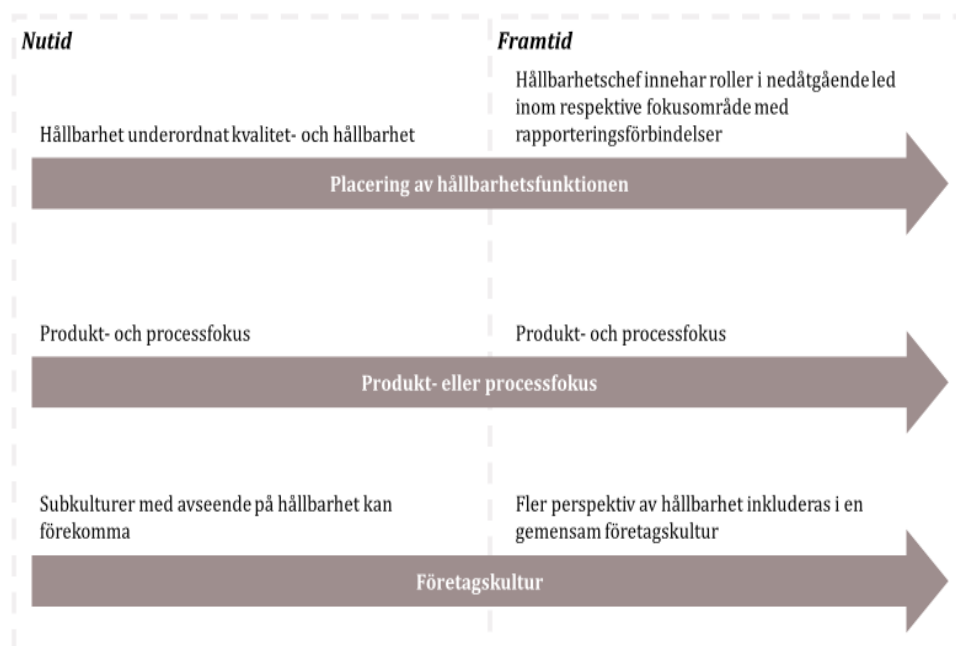 Nutid
Framtid
Hållbarhetschef innehar roller i nedåtgående led
inom respektive fokusområde med
rapporteringsförbindelser
Hållbarhet underordnat kvalitet- och hållbarhet
Placering av hållbarhetsfunktionen
Produkt- och processfokus
Produkt- och processfokus
Produkt- eller processfokus
Subkulturer med avseende på hållbarhet kan
förekomma
Fler perspektiv av hållbarhet inkluderas i en
gemensam företagskultur
Företagskultur